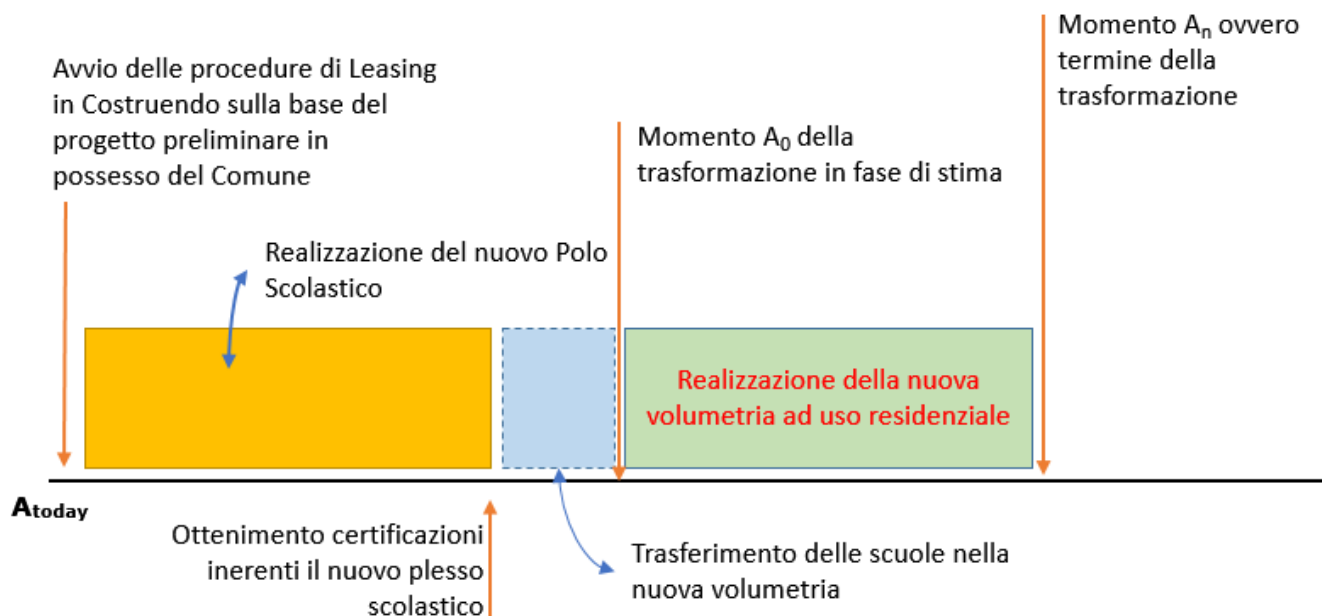 Avvio delle procedure di Leasing
in Costruendo sulla base del
progetto preliminare in
possesso del Comune
Momento An ovvero
termine della
trasformazione
Momento A0 della
trasformazione in fase di stima
Realizzazione del nuovo Polo
Scolastico
Realizzazione della nuova
volumetria ad uso residenziale
Atoday
Ottenimento certificazioni
inerenti il nuovo plesso
scolastico
Trasferimento delle scuole nella
nuova volumetria